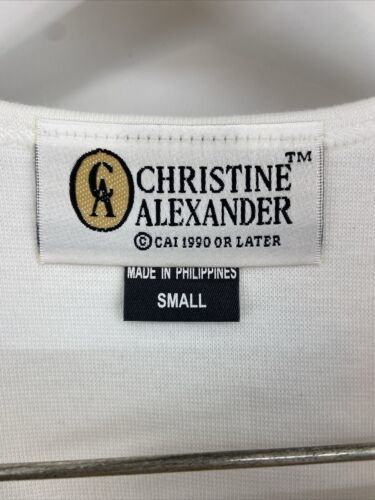 CA
CHRISTINE™
ALEXANDER
© CAI 1990 OR LATER
MADE IN PHILIPPINES
SMALL